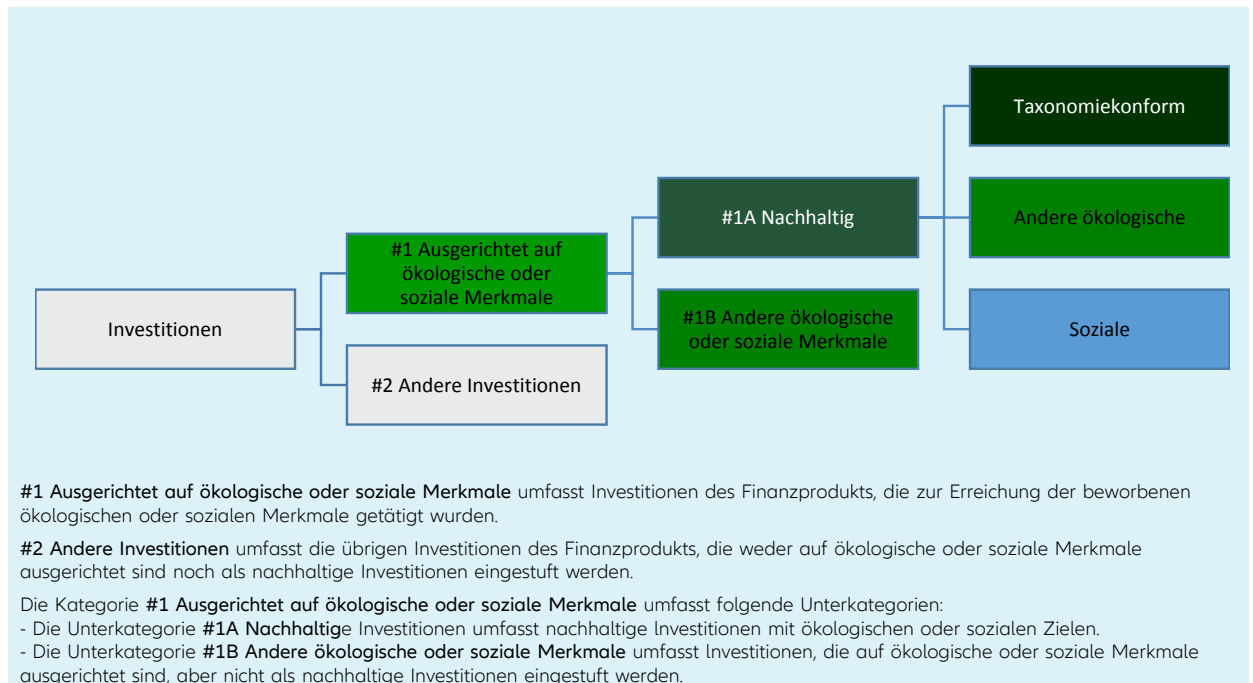 Taxonomiekonform
#1A Nachhaltig
Andere ökologische
#1 Ausgerichtet auf
ökologische oder
soziale Merkmale
Investitionen
#1B Andere ökologische
oder soziale Merkmale
Soziale
#2 Andere Investitionen
#1 Ausgerichtet auf ökologische oder soziale Merkmale umfasst Investitionen des Finanzprodukts, die zur Erreichung der beworbenen
ökologischen oder sozialen Merkmale getätigt wurden.
#2 Andere Investitionen umfasst die übrigen Investitionen des Finanzprodukts, die weder auf ökologische oder soziale Merkmale
ausgerichtet sind noch als nachhaltige Investitionen eingestuft werden.
Die Kategorie #1 Ausgerichtet auf ökologische oder soziale Merkmale umfasst folgende Unterkategorien:
- Die Unterkategorie #1A Nachhaltige Investitionen umfasst nachhaltige Investitionen mit ökologischen oder sozialen Zielen.
- Die Unterkategorie #1B Andere ökologische oder soziale Merkmale umfasst Investitionen, die auf ökologische oder soziale Merkmale
ausgerichtet sind, aber nicht als nachhaltige Investitionen eingestuft werden.